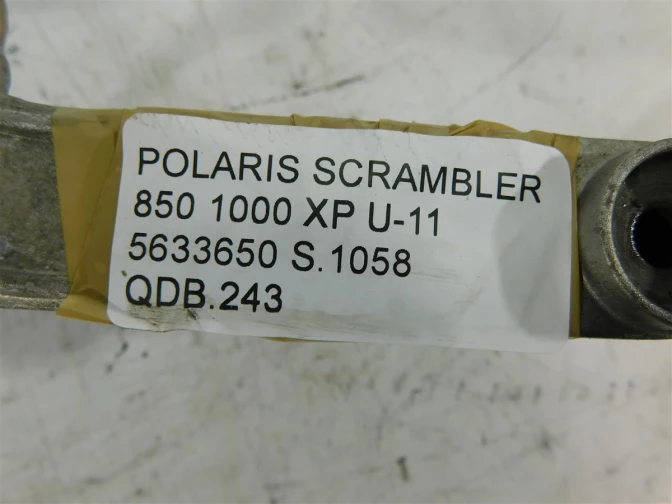 POLARIS SCRAMBLER
850 1000 XP U-11
5633650 S.1058
QDB.243